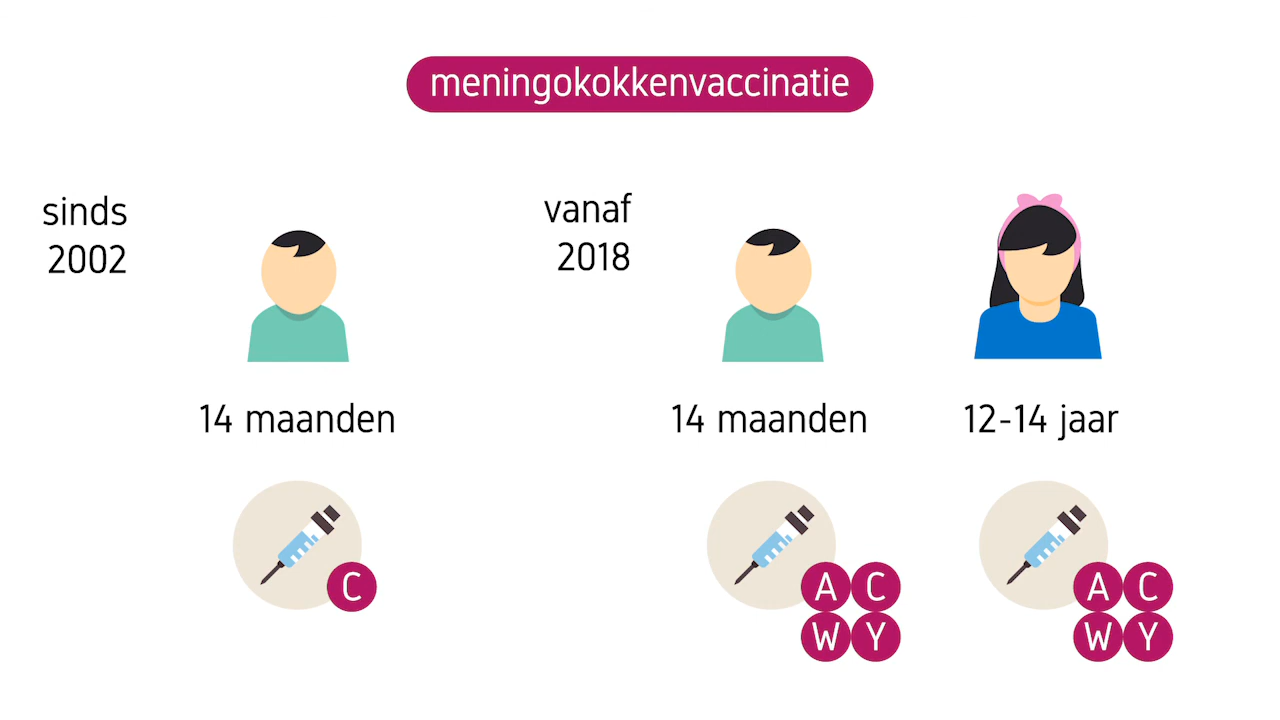 meningokokkenvaccinatie
sinds
2002
14 maanden
C
vanaf
2018
14 maanden
A C
W Y
12-14 jaar
A C
W Y